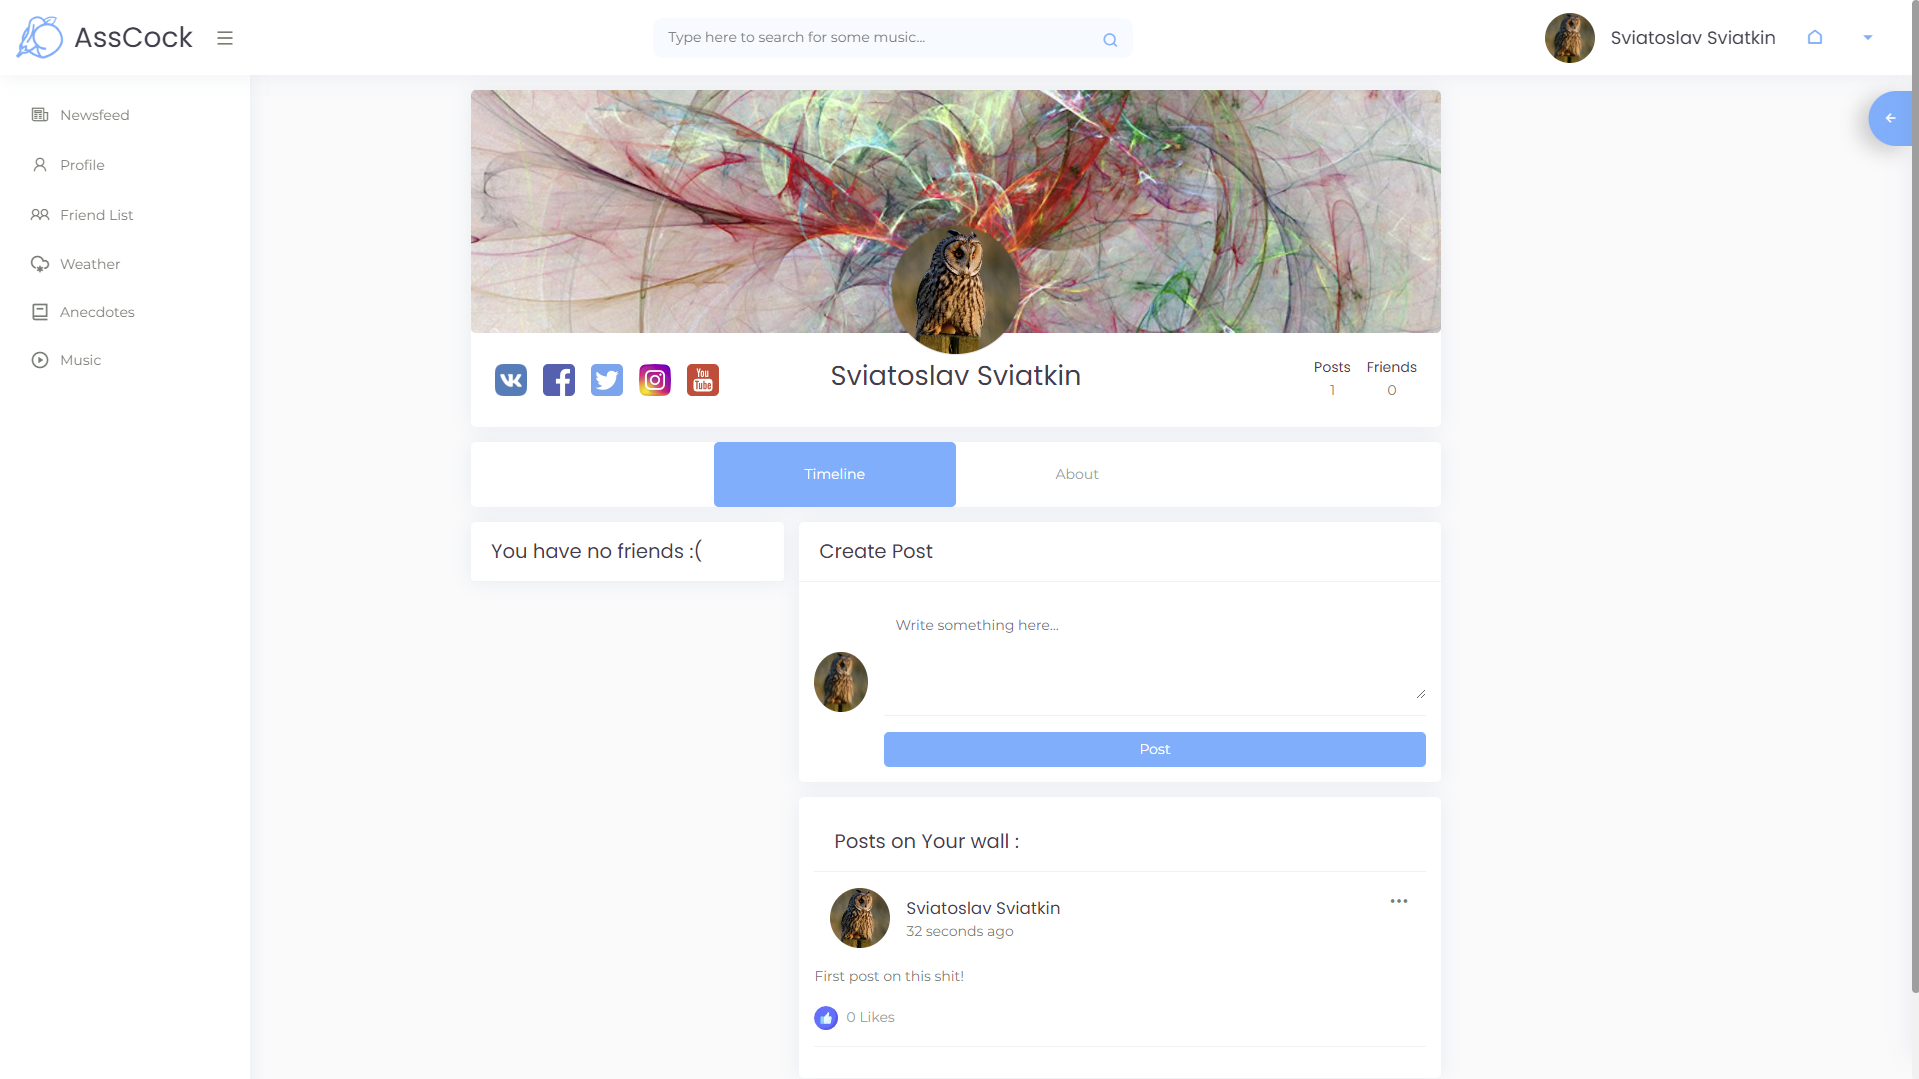 AssCock
Type here to search for some music...
Sviatoslav Sviatkin
Newsfeed
Profile
Friend List
Weather
Anecdotes
Music
You
Tube
Sviatoslav Sviatkin
Posts
1
Friends
0
Timeline
About
You have no friends :(
Create Post
Write something here...
Post
Posts on Your wall :
Sviatoslav Sviatkin
32 seconds ago
First post on this shit!
0 Likes